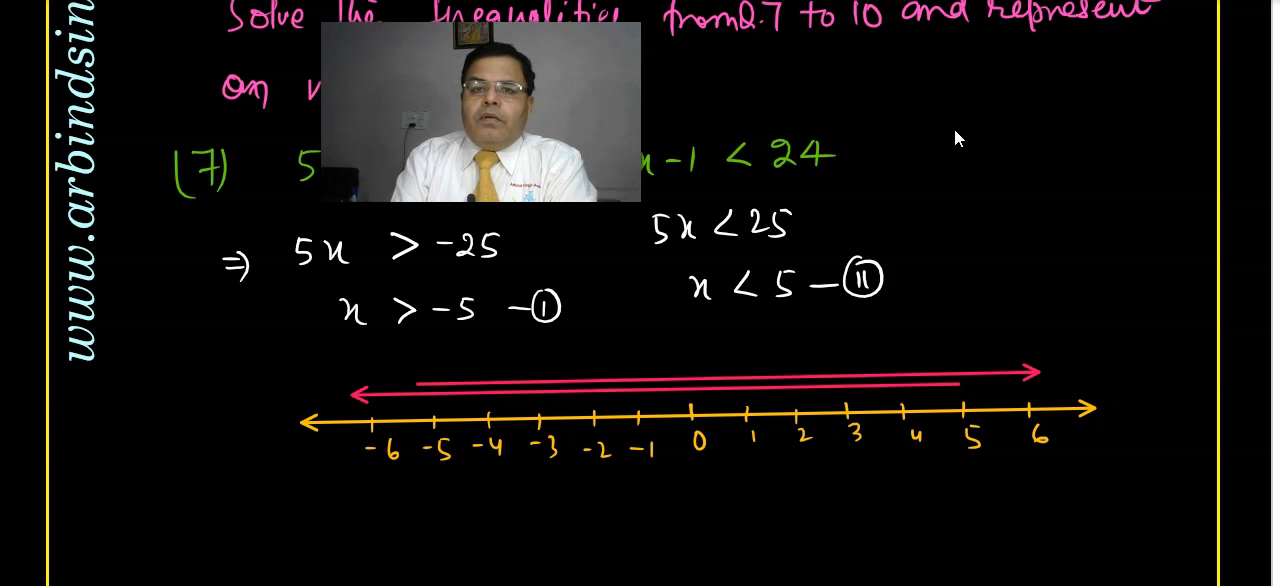 Solve the Inequalities from Q.7 to 10 and represent
on
(7) 5 x-1 < 24
⇒ 5x > -25 5x < 25
x > -5 -① x < 5 - Ⓘ Ⓘ
-6 -5 -4 -3 -2 -1 0 1 2 3 4 5 6
www.arbindsin